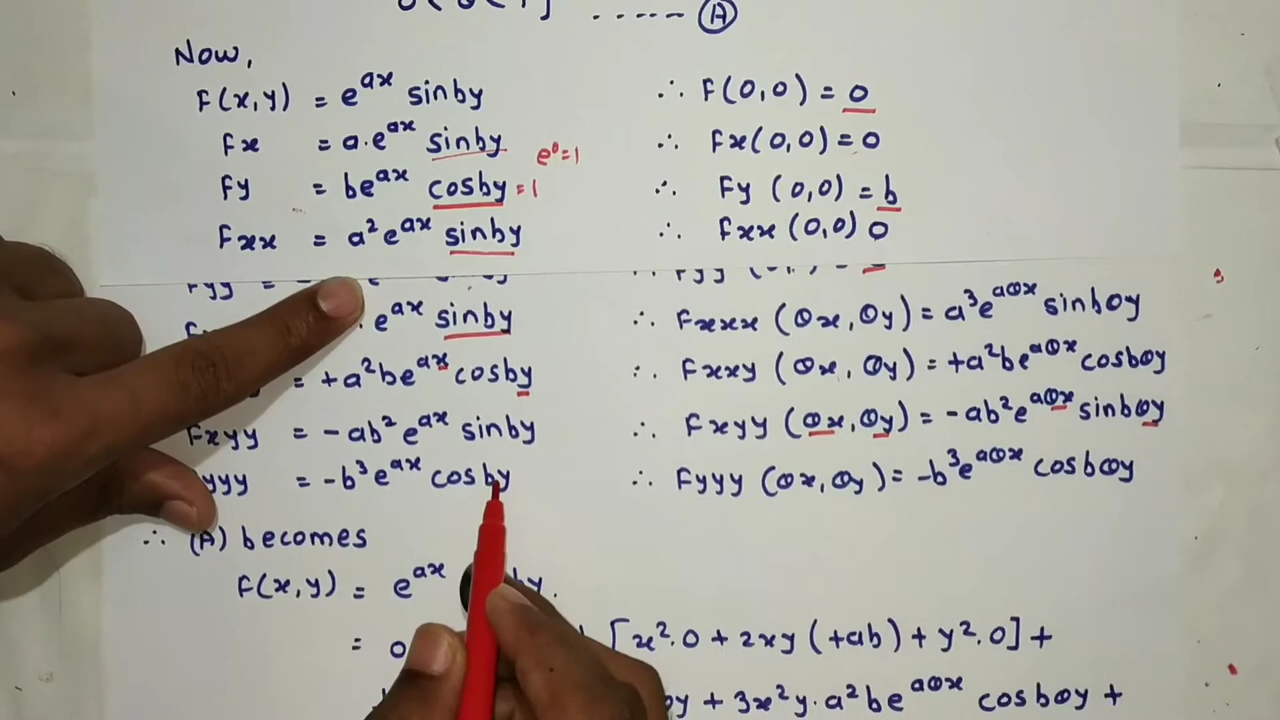 ..... (A)
Now,
F(x,y) = e^ax sinby ∴ F(0,0) = 0
Fx = a·e^ax sinby ∴ Fx(0,0) = 0
e^0 = 1
Fy = be^ax cosby = 1 ∴ Fy (0,0) = b
Fxx = a²e^ax sinby ∴ Fxx (0,0) 0
e^ax sinby ∴ Fxxx (θx, θy) = a³e^aθx sinbθy
= +a²be^ax cosby ∴ Fxxy (θx, θy) = +a²be^aθx cosbθy
Fxyy = -ab²e^ax sinby ∴ Fxyy (θx, θy) = -ab²e^aθx sinbθy
yyy = -b³e^ax cosby ∴ Fyyy (θx, θy) = -b³e^aθx cosbθy
∴ (A) becomes
F(x,y) = e^ax by.
= 0 [x²·0 + 2xy (+ab) + y²·0] +
θy + 3x²y·a²be^aθx cosbθy +